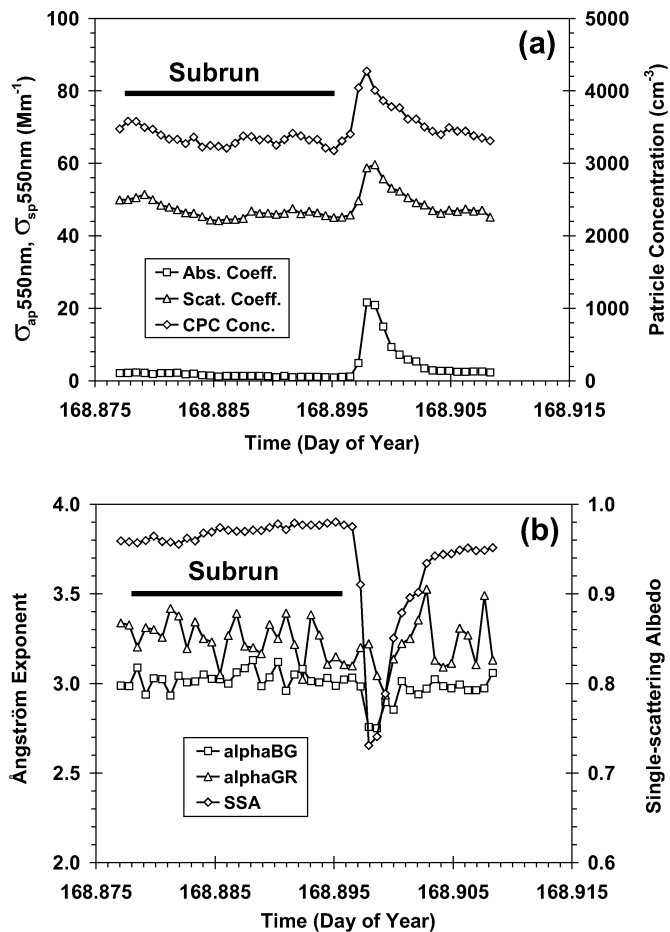 (a)
Subrun
100
80
60
40
20
0
5000
4000
3000
2000
1000
0
σap550nm, σsp550nm (Mm-1)
Patricle Concentration (cm-3)
Abs. Coeff.
Scat. Coeff.
CPC Conc.
168.875 168.885 168.895 168.905 168.915
Time (Day of Year)
(b)
Subrun
4.0
3.5
3.0
2.5
2.0
1.0
0.9
0.8
0.7
0.6
Ångström Exponent
Single-scattering Albedo
alphaBG
alphaGR
SSA
168.875 168.885 168.895 168.905 168.915
Time (Day of Year)